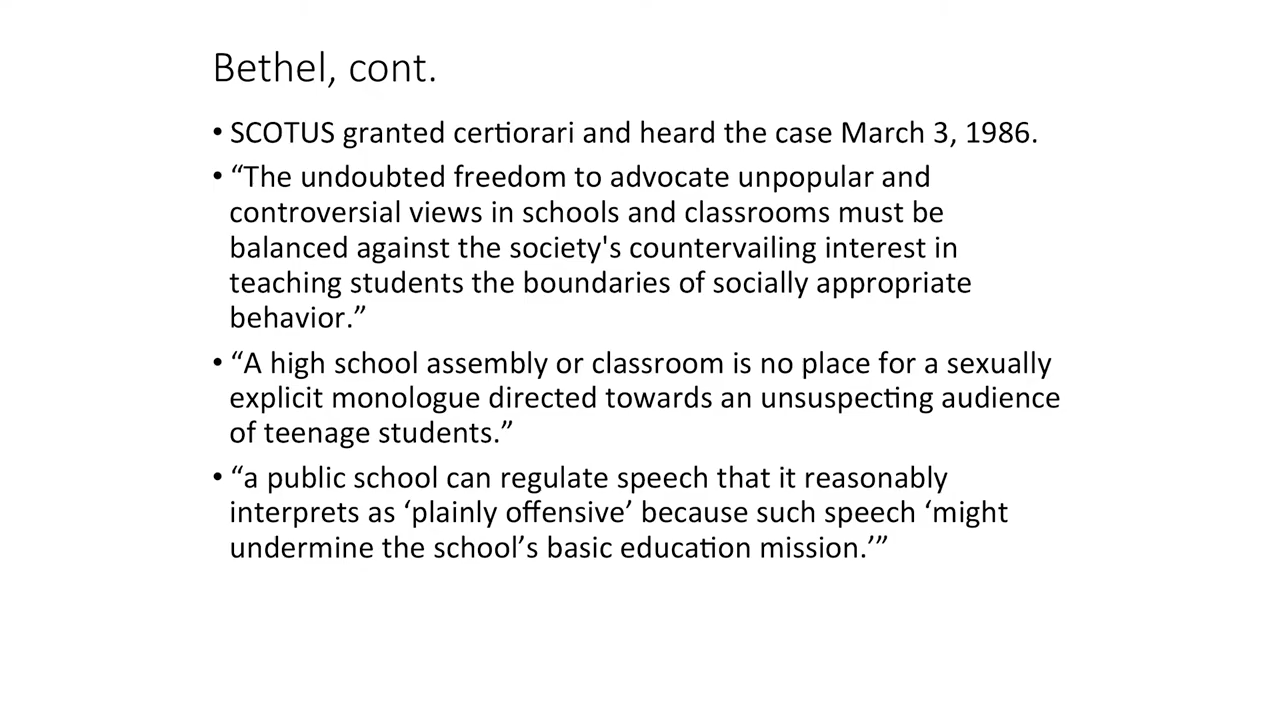 Bethel, cont.
• SCOTUS granted certiorari and heard the case March 3, 1986.
• “The undoubted freedom to advocate unpopular and
controversial views in schools and classrooms must be
balanced against the society's countervailing interest in
teaching students the boundaries of socially appropriate
behavior.”
• “A high school assembly or classroom is no place for a sexually
explicit monologue directed towards an unsuspecting audience
of teenage students.”
• “a public school can regulate speech that it reasonably
interprets as ‘plainly offensive’ because such speech ‘might
undermine the school’s basic education mission.’”